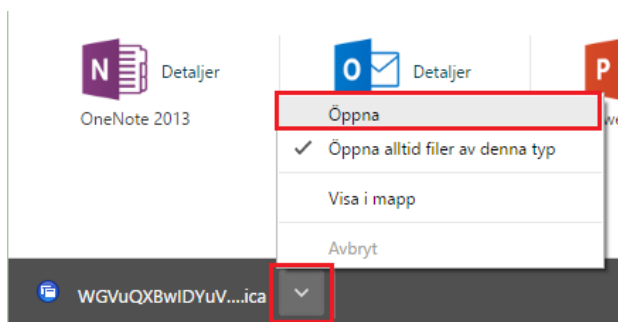 N
Detaljer
O
Detaljer
P
OneNote 2013
Öppna
Öppna alltid filer av denna typ
Visa i mapp
Avbryt
WGVuQXBwIDYuV....ica